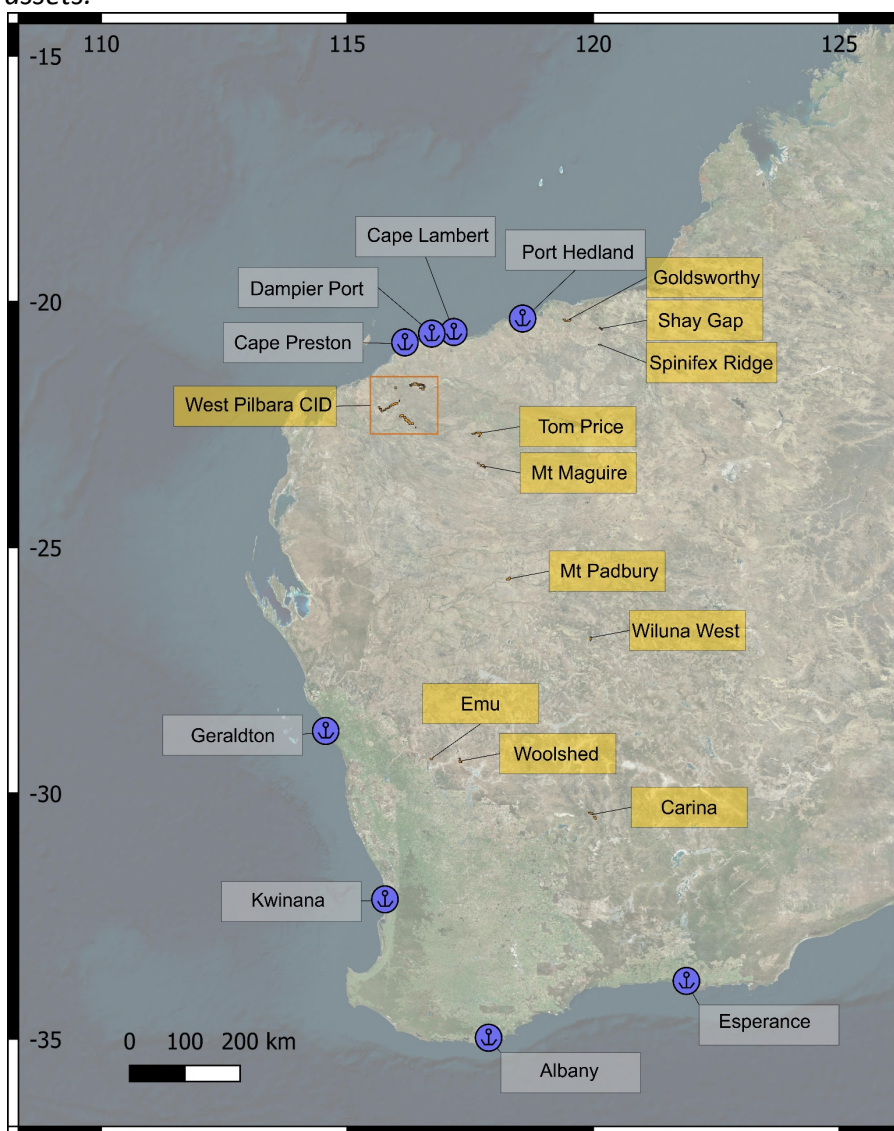 assets.
110
115
120
125
-15
Cape Lambert
Port Hedland
Goldsworthy
Dampier Port
-20
Shay Gap
Cape Preston
Spinifex Ridge
West Pilbara CID
Tom Price
Mt Maguire
-25
Mt Padbury
Wiluna West
Emu
Geraldton
Woolshed
-30
Carina
Kwinana
Esperance
-35
0 100 200 km
Albany